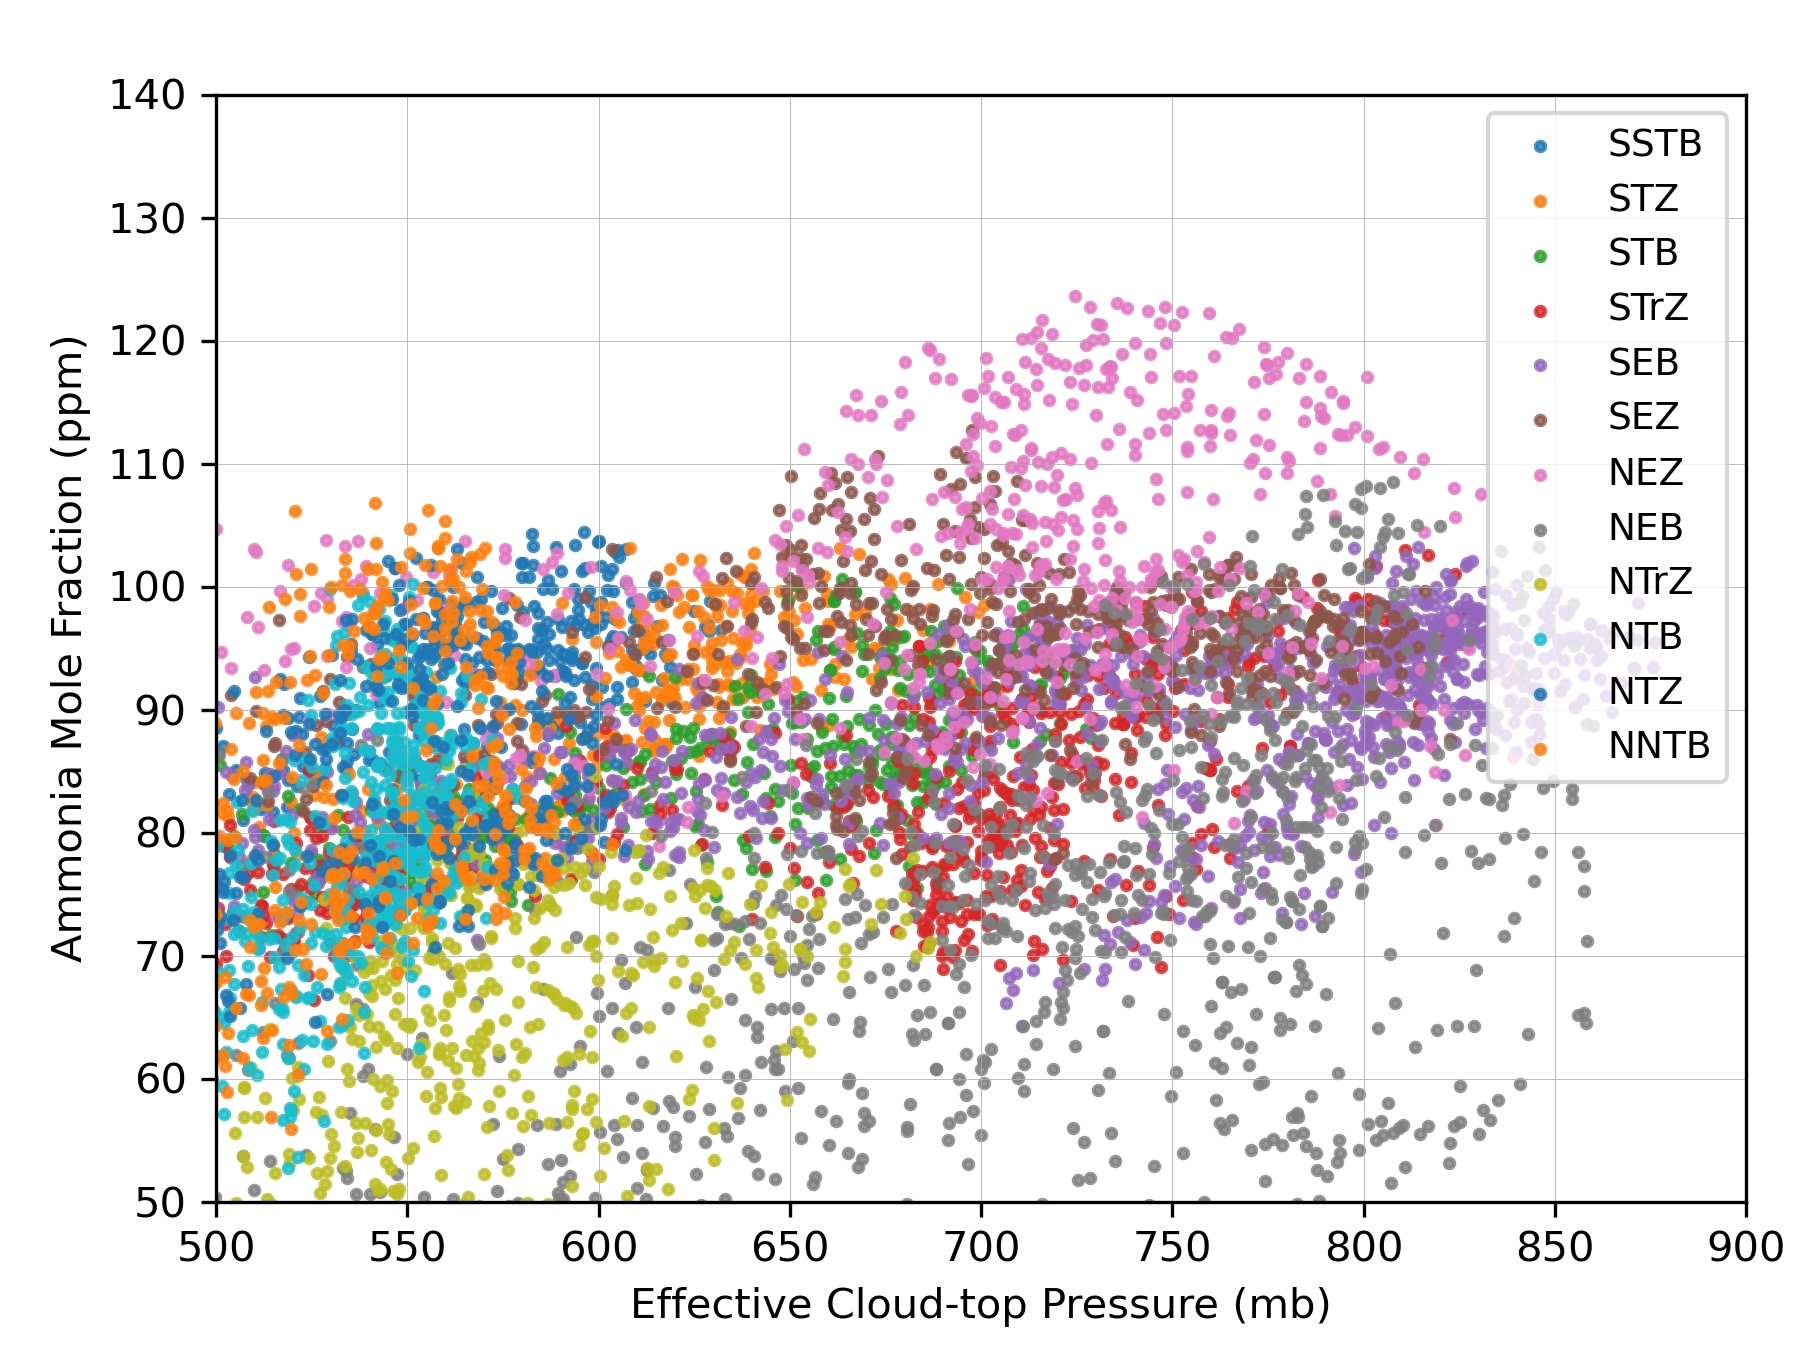 140
130
120
110
100
90
80
70
60
50
Ammonia Mole Fraction (ppm)
500 550 600 650 700 750 800 850 900
Effective Cloud-top Pressure (mb)
SSTB
STZ
STB
STrZ
SEB
SEZ
NEZ
NEB
NTrZ
NTB
NTZ
NNTB